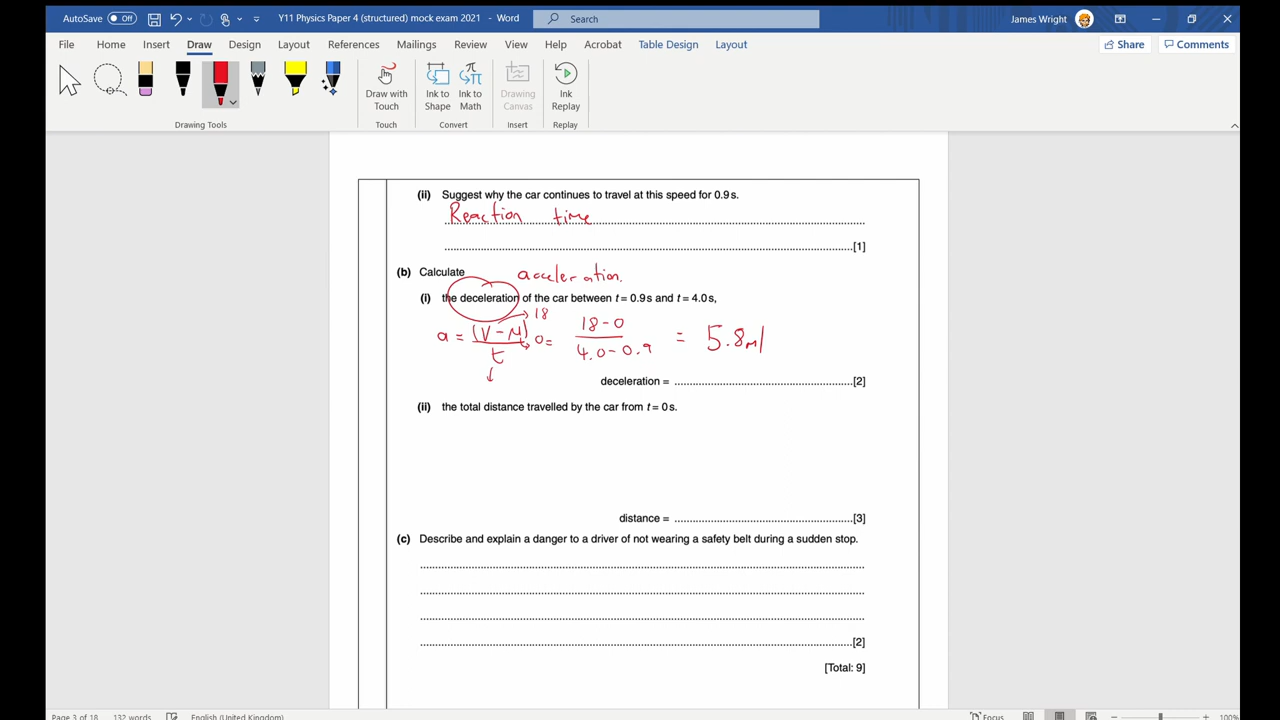 AutoSave Off Y11 Physics Paper 4 (structured) mock exam 2021 - Word Search James Wright
File Home Insert Draw Design Layout References Mailings Review View Help Acrobat Table Design Layout Share Comments
Draw with Touch Ink to Shape Ink to Math Drawing Canvas Ink Replay
Drawing Tools Touch Convert Insert Replay
(ii) Suggest why the car continues to travel at this speed for 0.9 s.
Reaction time
[1]
(b) Calculate
acceleration.
(i) the deceleration of the car between t = 0.9 s and t = 4.0 s,
a = (V - μ) / t → 18 → 0 = 18 - 0 / 4.0 - 0.9 = 5.8 m/
deceleration = [2]
(ii) the total distance travelled by the car from t = 0 s.
distance = [3]
(c) Describe and explain a danger to a driver of not wearing a safety belt during a sudden stop.
[2]
[Total: 9]
Page 3 of 18 132 words English (United Kingdom) Focus 100%